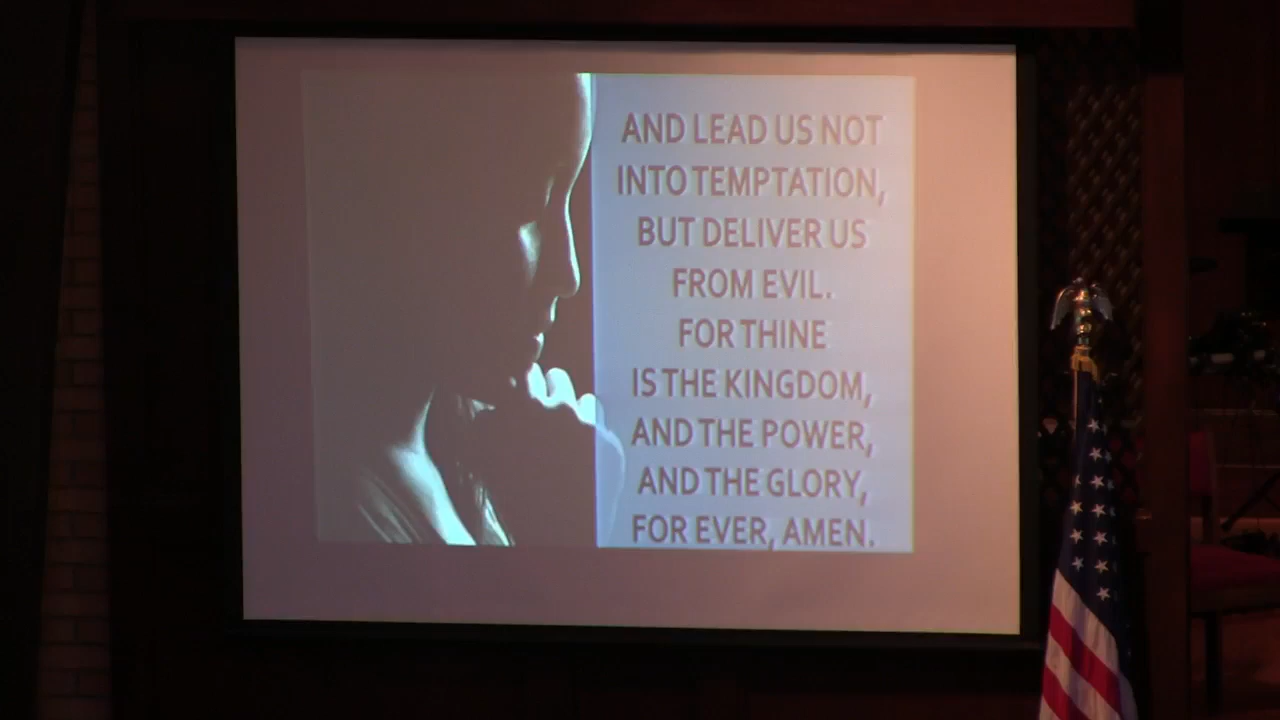 AND LEAD US NOT
INTO TEMPTATION,
BUT DELIVER US
FROM EVIL.
FOR THINE
IS THE KINGDOM,
AND THE POWER,
AND THE GLORY,
FOR EVER, AMEN.